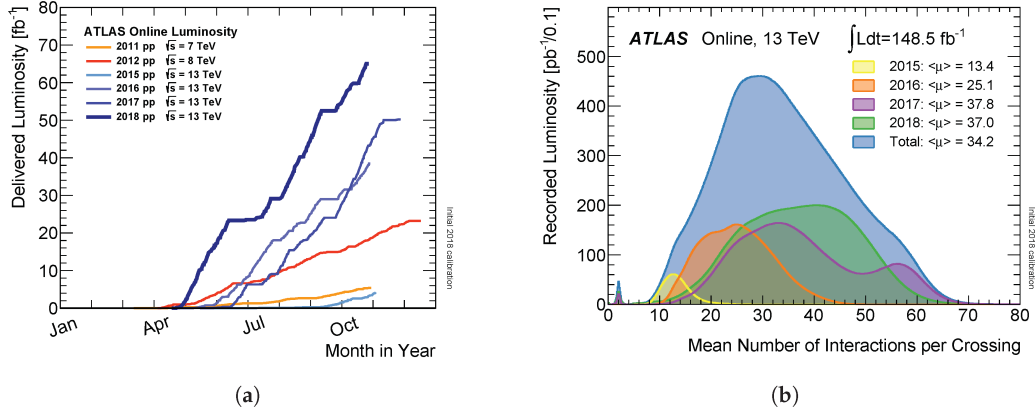 Delivered Luminosity [fb⁻¹]
80
70
60
50
40
30
20
10
0
ATLAS Online Luminosity
2011 pp √s = 7 TeV
2012 pp √s = 8 TeV
2015 pp √s = 13 TeV
2016 pp √s = 13 TeV
2017 pp √s = 13 TeV
2018 pp √s = 13 TeV
Jan Apr Jul Oct
Month in Year
Initial 2018 calibration
(a)
Recorded Luminosity [pb⁻¹/0.1]
500
400
300
200
100
0
ATLAS Online, 13 TeV ∫Ldt=148.5 fb⁻¹
2015: <µ> = 13.4
2016: <µ> = 25.1
2017: <µ> = 37.8
2018: <µ> = 37.0
Total: <µ> = 34.2
0 10 20 30 40 50 60 70 80
Mean Number of Interactions per Crossing
Initial 2018 calibration
(b)